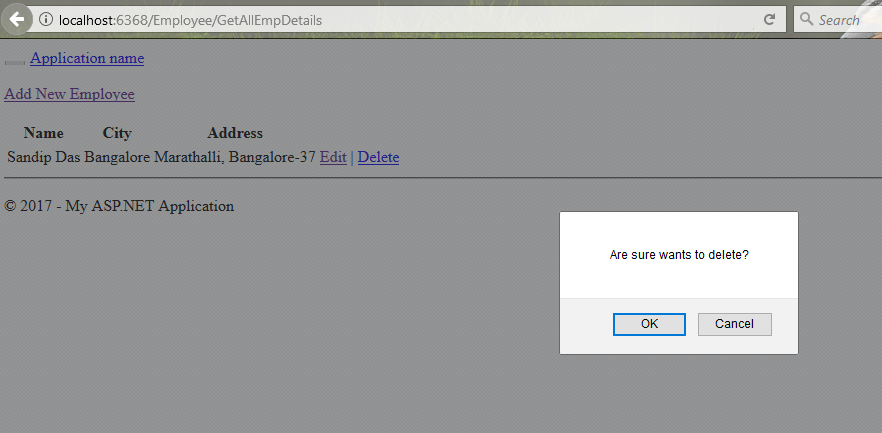 localhost:6368/Employee/GetAllEmpDetails
Search
Application name
Add New Employee
Name City Address
Sandip Das Bangalore Marathalli, Bangalore-37 Edit | Delete
© 2017 - My ASP.NET Application
Are sure wants to delete?
OK Cancel